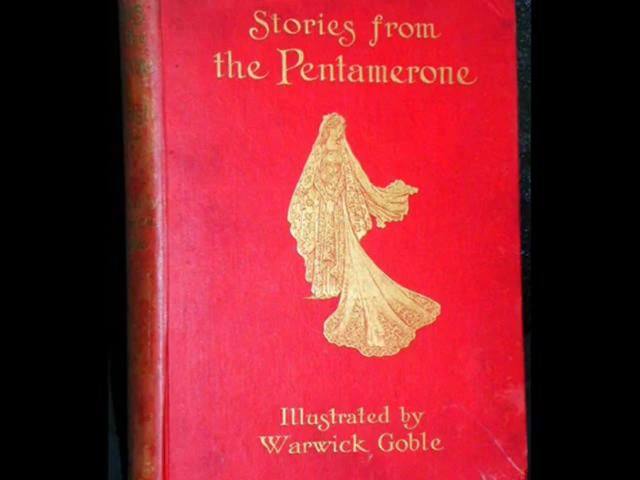 Stories from
the Pentamerone
Illustrated by
Warwick Goble